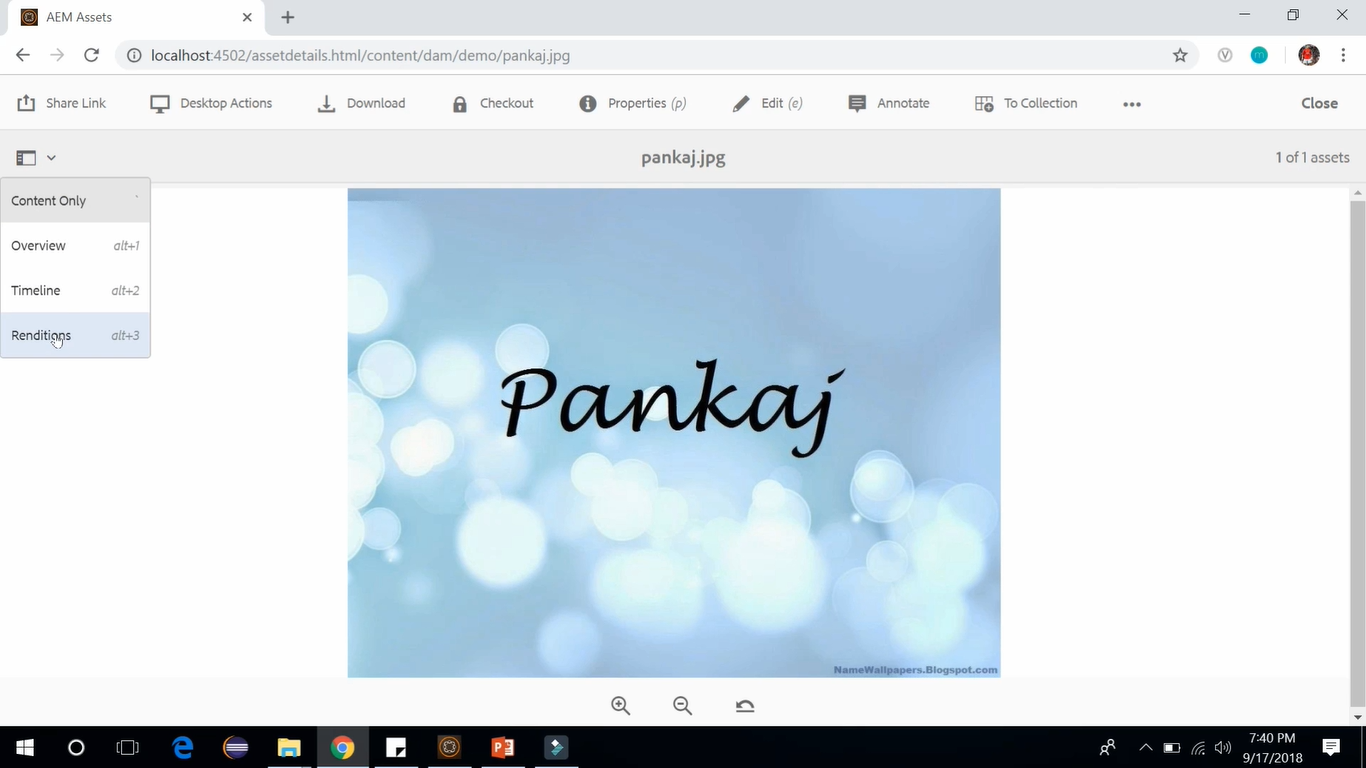 AEM Assets
localhost:4502/assetdetails.html/content/dam/demo/pankaj.jpg
Share Link Desktop Actions Download Checkout Properties (p) Edit (e) Annotate To Collection ••• Close
pankaj.jpg 1 of 1 assets
Content Only `
Overview alt+1
Timeline alt+2
Renditions alt+3
Pankaj
NameWallpapers.Blogspot.com
7:40 PM
9/17/2018